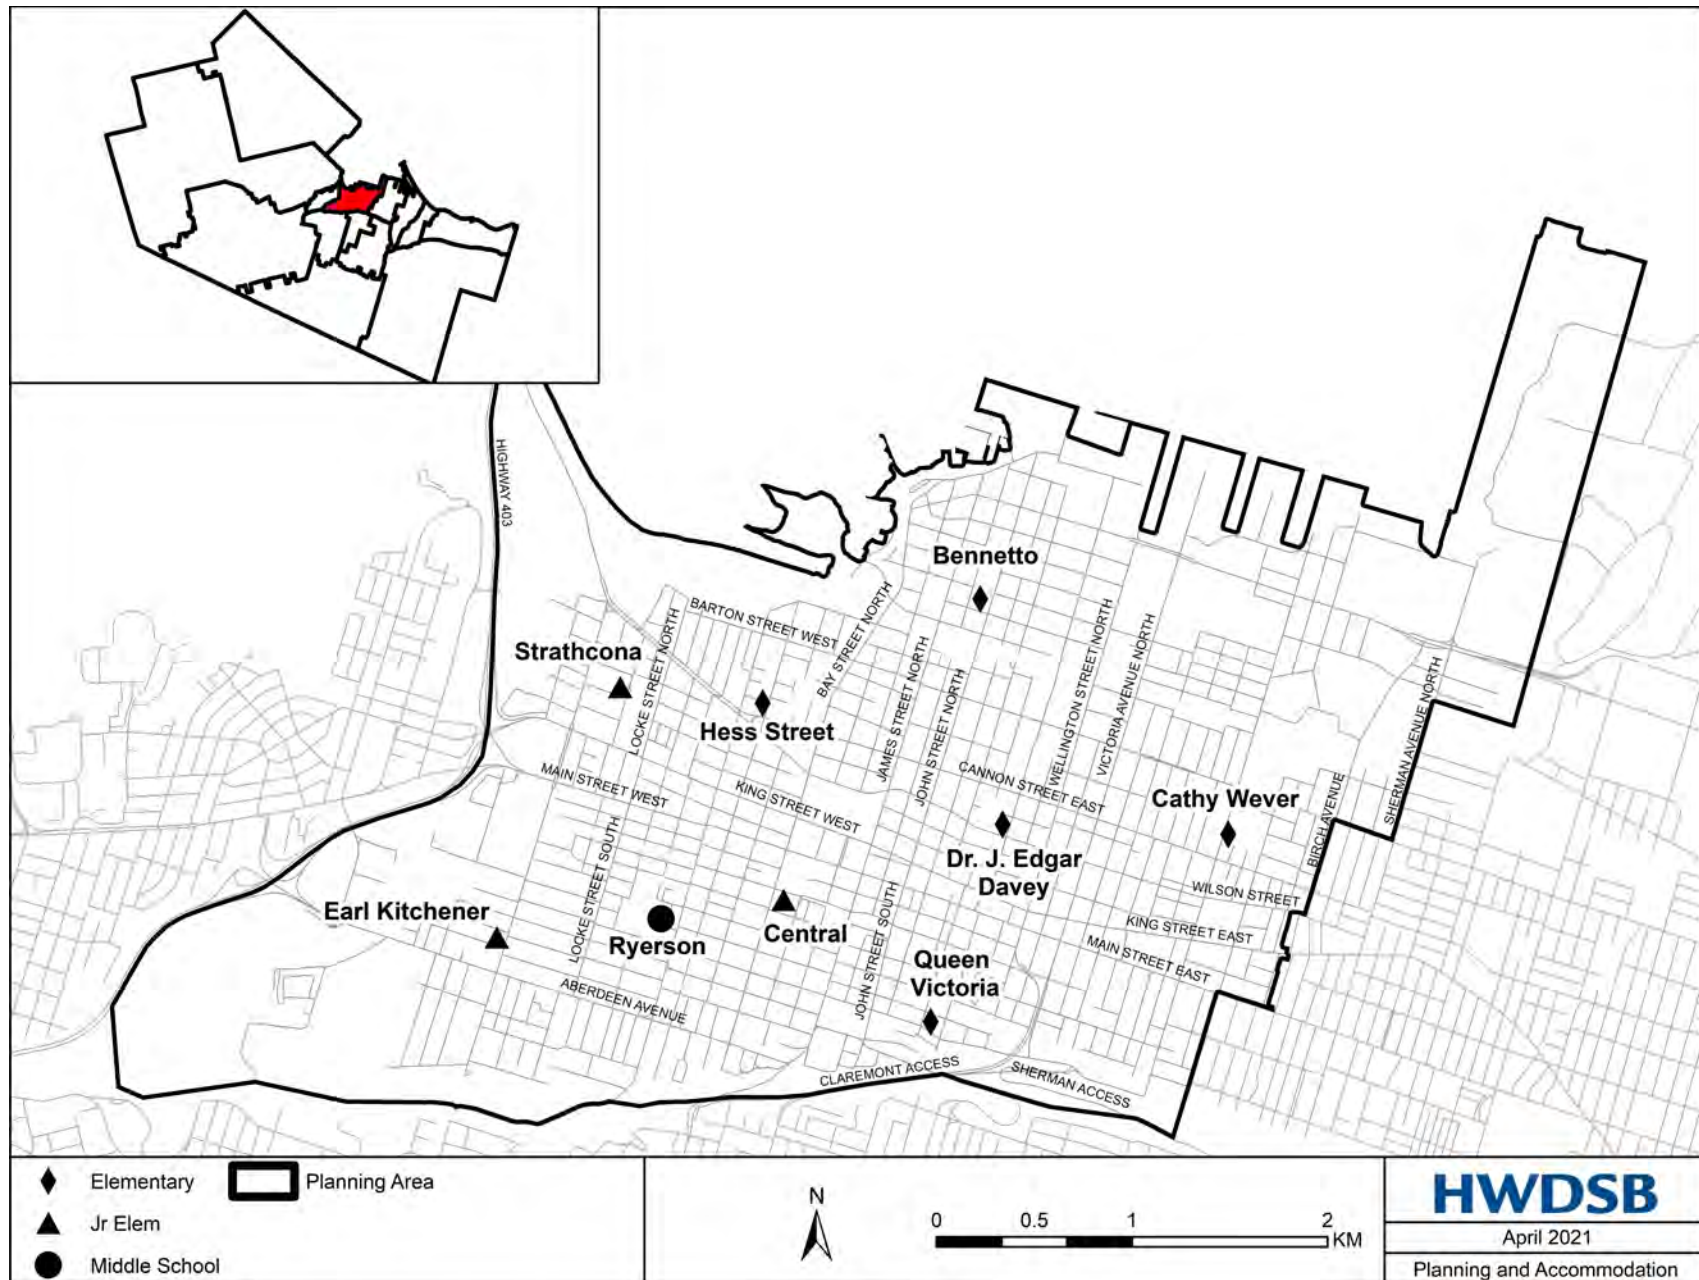 HIGHWAY 403
Bennetto
BARTON STREET WEST
BAY STREET NORTH
LOCKE STREET NORTH
Strathcona
Hess Street
JAMES STREET NORTH
JOHN STREET NORTH
WELLINGTON STREET NORTH
VICTORIA AVENUE NORTH
SHERMAN AVENUE NORTH
MAIN STREET WEST
KING STREET WEST
CANNON STREET EAST
Cathy Wever
BIRCH AVENUE
LOCKE STREET SOUTH
Dr. J. Edgar
Davey
WILSON STREET
Earl Kitchener
Ryerson
Central
JOHN STREET SOUTH
KING STREET EAST
MAIN STREET EAST
Queen
Victoria
ABERDEEN AVENUE
CLAREMONT ACCESS
SHERMAN ACCESS
Elementary
Planning Area
Jr Elem
Middle School
N
0 0.5 1 2
KM
HWDSB
April 2021
Planning and Accommodation